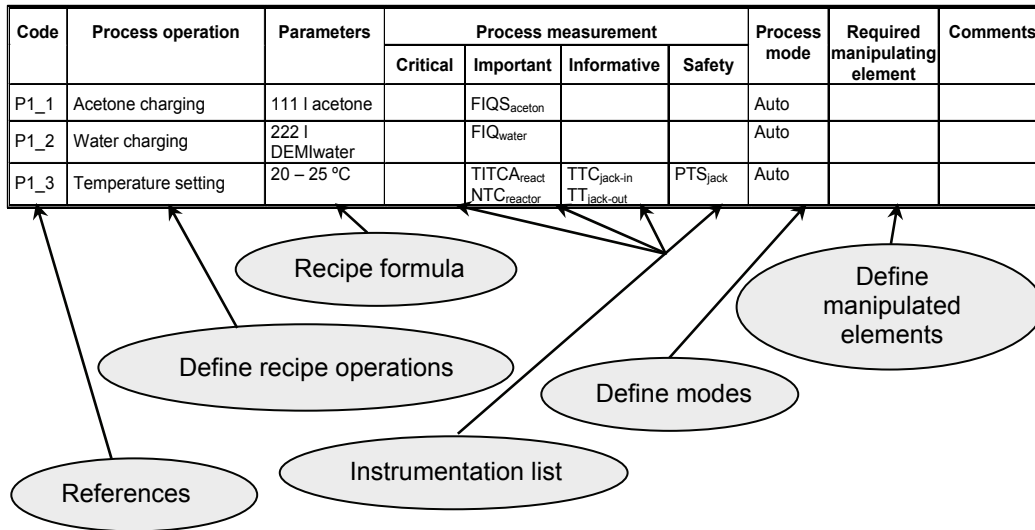 Code Process operation Parameters Process measurement Process mode Required manipulating element Comments
Critical Important Informative Safety
P1_1 Acetone charging 111 l acetone FIQSaceton Auto
P1_2 Water charging 222 l DEMIwater FIQwater Auto
P1_3 Temperature setting 20 – 25 ºC TITCAreact NTCreactor TTCjack-in TTjack-out PTSjack Auto
Recipe formula
Define
manipulated
elements
Define recipe operations
Define modes
Instrumentation list
References